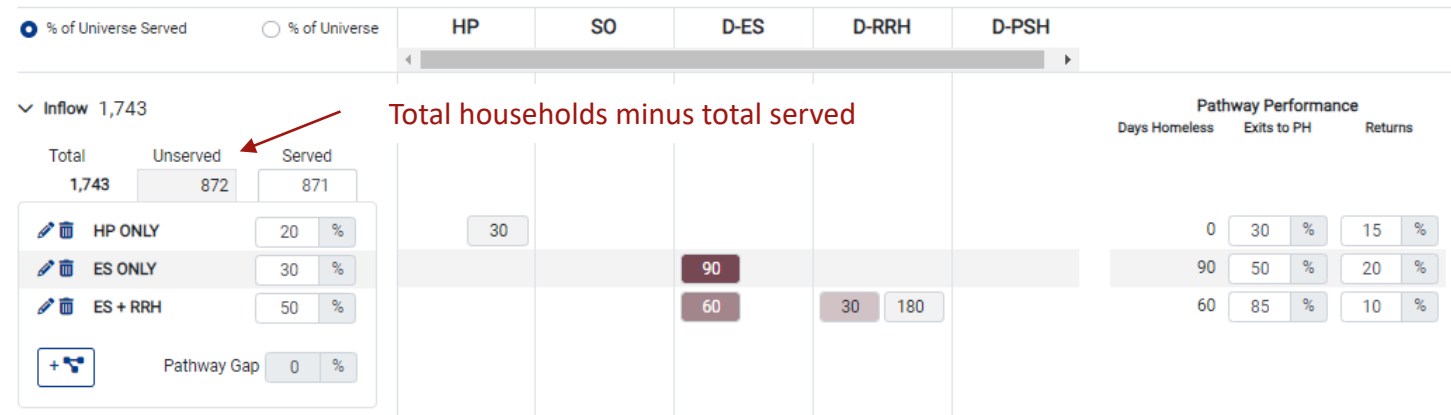 % of Universe Served % of Universe HP SO D-ES D-RRH D-PSH
Inflow 1,743
Total households minus total served
Pathway Performance
Days Homeless Exits to PH Returns
Total Unserved Served
1,743 872 871
HP ONLY 20 % 30 0 30 % 15 %
ES ONLY 30 % 90 90 50 % 20 %
ES + RRH 50 % 60 30 180 60 85 % 10 %
+ Pathway Gap 0 %